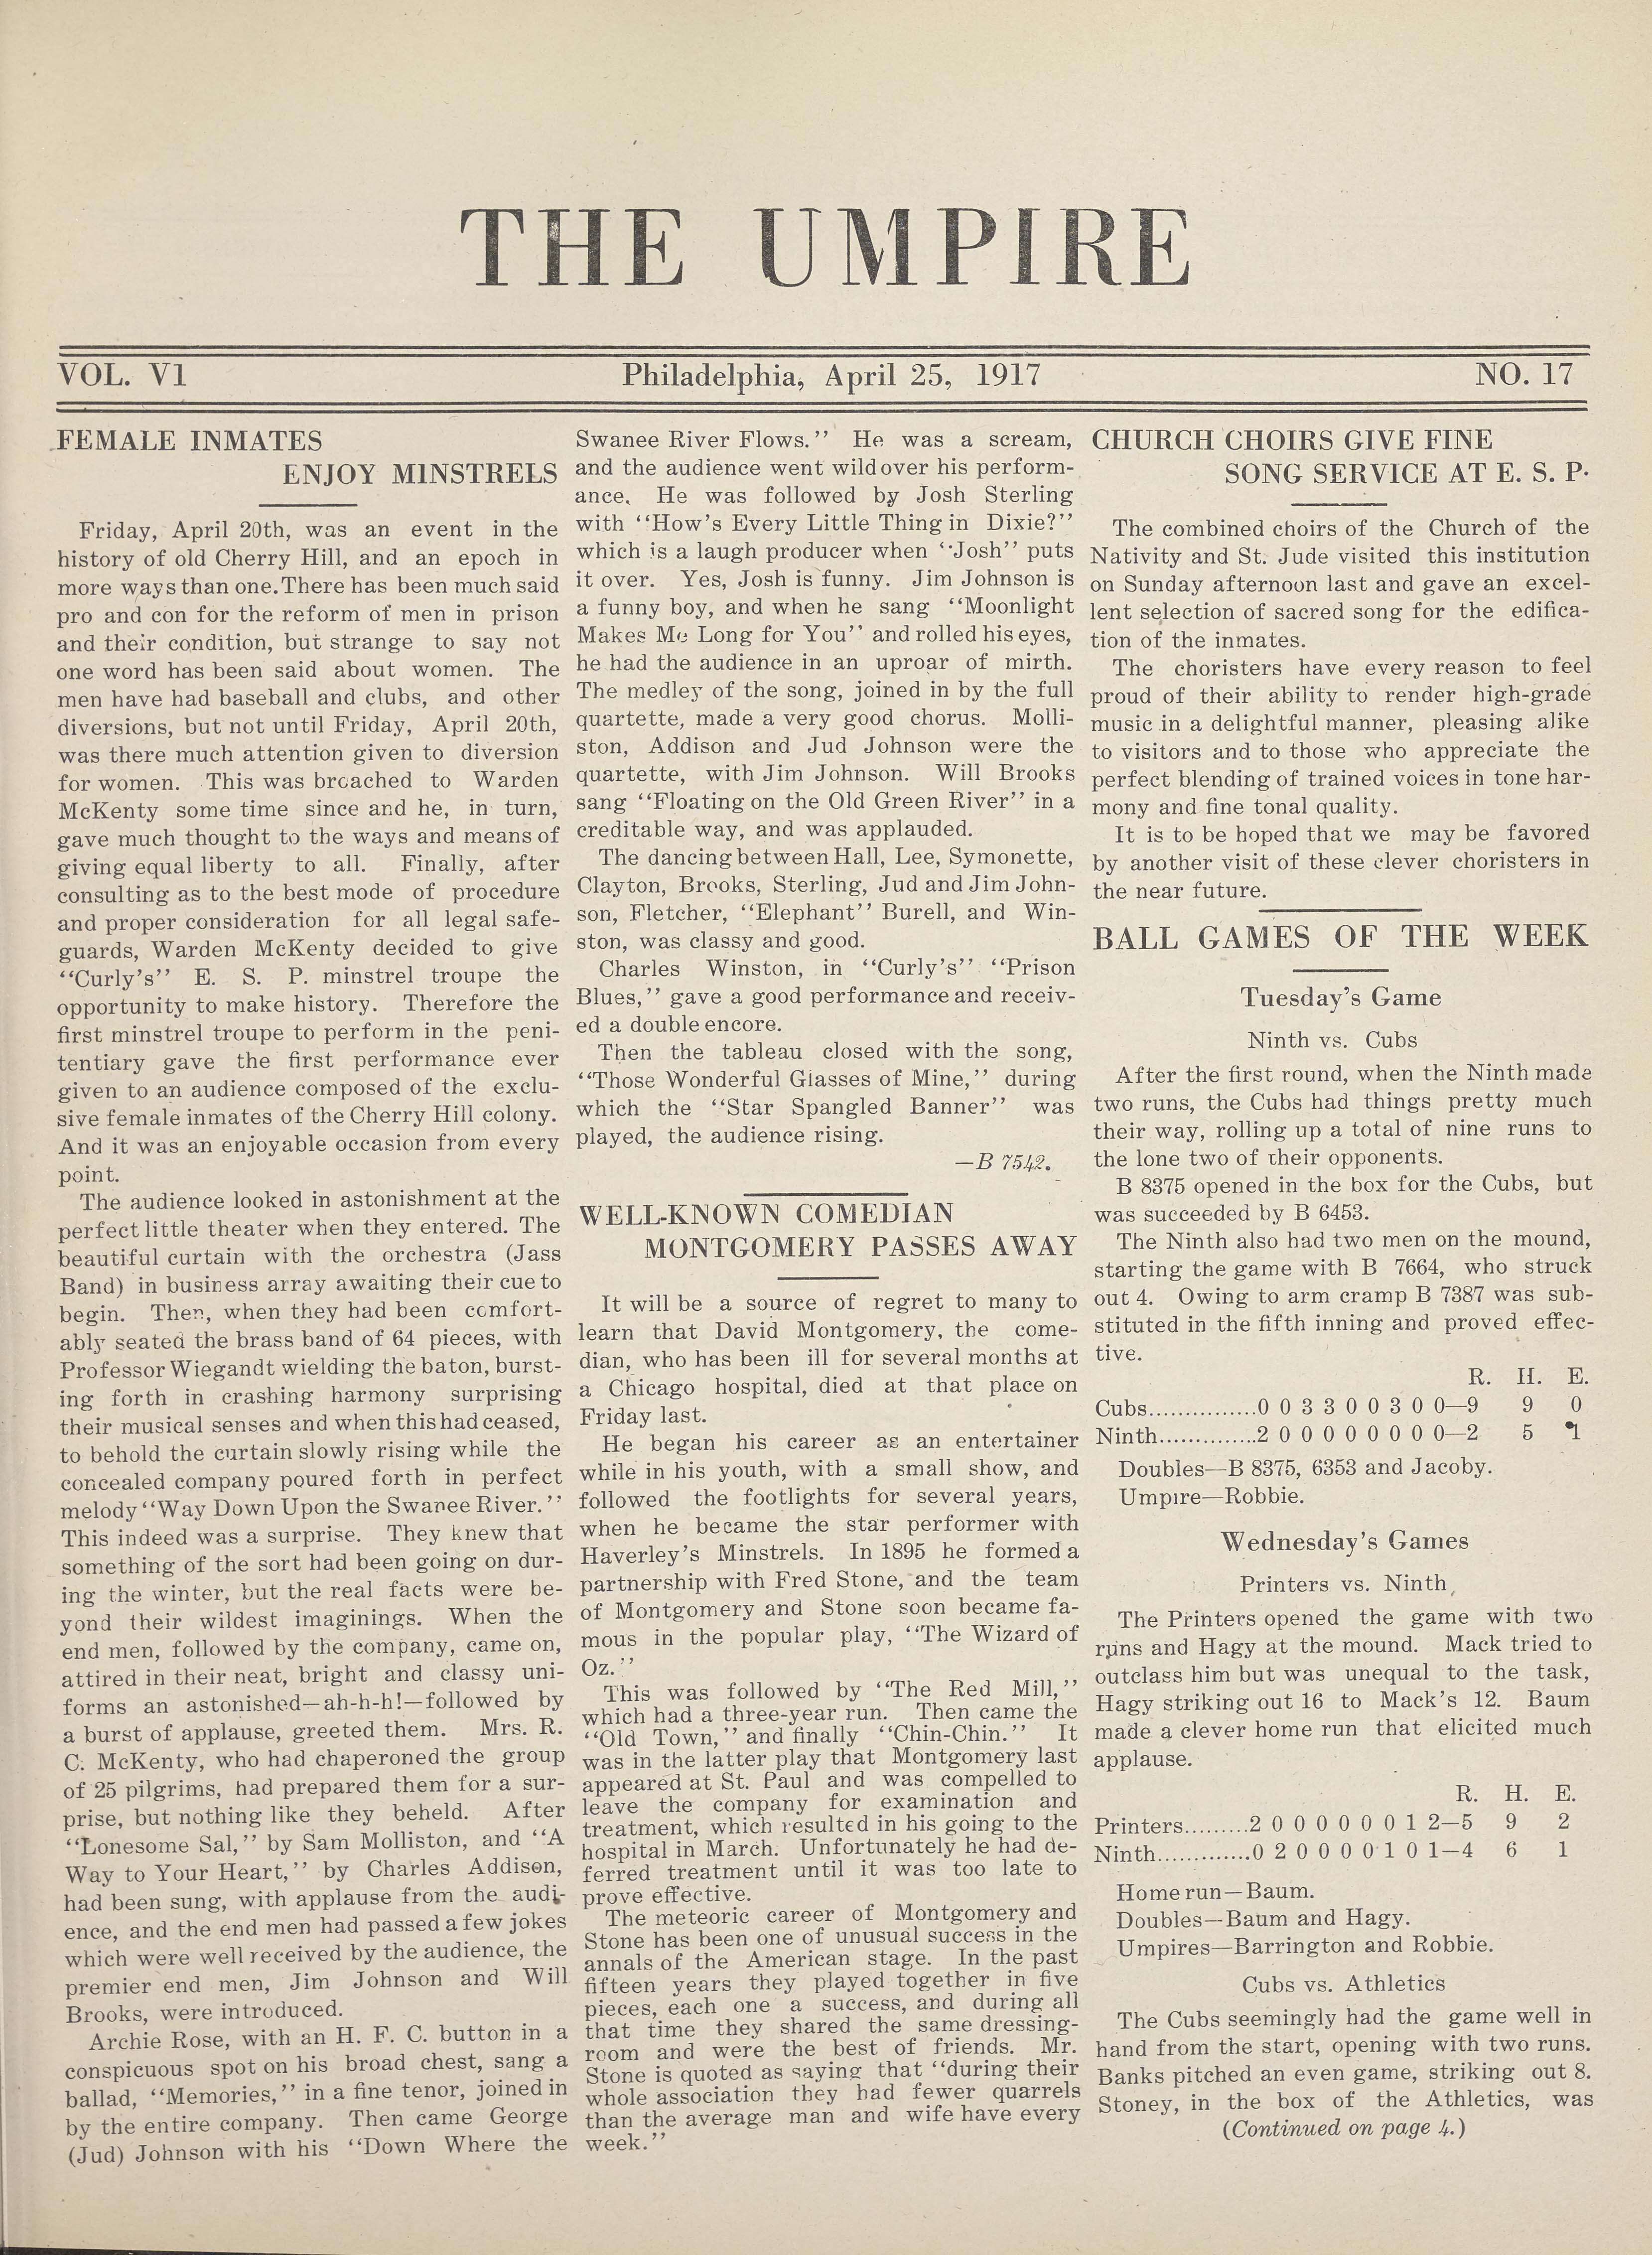 THE UMPIRE
VOL. V1
Philadelphia, April 25, 1917
NO. 17
FEMALE INMATES
ENJOY M1NSTRELS
Friday, April 20th, was an event in the
history of old Cherry Hill, and an epoch in
more ways than one. There has been much said
pro and con for the reform of men in prison
and their condition, but strange to say not
one word has been said about women. The
men have had baseball and clubs, and other
diversions, but not until Friday, April 20th,
was there much attention given to diversion
for women. This was broached to Warden
McKenty some time since and he, in turn,
gave much thought to the ways and means of
giving equal liberty to all. Finally, after
consulting as to the best mode of procedure
and proper consideration for all legal safe-
guards, Warden McKenty decided to give
‘‘Curly's’’ E. S. P. minstrel troupe the
opportunity to make history. Therefore the
first minstrel troupe to perform in the peni-
tentiary gave the first performance ever
given to an audience composed of the exclu-
sive female inmates of the Cherry Hill colony.
And it was an enjoyable occasion from every
point.
The audience looked in astonishment at the
perfect little theater when they entered. The
beautiful curtain with the orchestra (Jass
Band) in business array awaiting their cue to
begin. Then, when they had been comfort-
ably seated the brass band of 64 pieces, with
Professor Wiegandt wielding the baton, burst-
ing forth in crashing harmony surprising
their musical senses and when this had ceased,
to behold the curtain slowly rising while the
concealed company poured forth in perfect
melody ‘‘Way Down Upon the Swanee River.’’
This indeed was a surprise. They knew that
something of the sort had been going on dur-
ing the winter, but the real facts were be-
yond their wildest imaginings. When the
end men, followed by the company, came on,
attired in their neat, bright and classy uni-
forms an astonished—ah-h-h!—followed by
a burst of applause, greeted them. Mrs. R.
C. McKenty, who had chaperoned the group
of 25 pilgrims, had prepared them for a sur-
prise, but nothing like they beheld. After
‘‘Lonesome Sal,’’ by Sam Molliston, and ‘‘A
Way to Your Heart,’’ by Charles Addison,
had been sung, with applause from the audi-
ence, and the end men had passed a few jokes
which were well received by the audience, the
premier end men, Jim Johnson and Will
Brooks, were introduced.
Archie Rose, with an H. F. C. button in a
conspicuous spot on his broad chest, sang a
ballad, ‘‘Memories,’’ in a fine tenor, joined in
by the entire company. Then came George
(Jud) Johnson with his ‘‘Down Where the
Swanee River Flows.’’ He was a scream,
and the audience went wild over his perform-
ance. He was followed by Josh Sterling
with ‘‘How's Every Little Thing in Dixie?’’
which is a laugh producer when ‘‘Josh’’ puts
it over. Yes, Josh is funny. Jim Johnson is
a funny boy, and when he sang ‘‘Moonlight
Makes Me Long for You’’ and rolled his eyes,
he had the audience in an uproar of mirth.
The medley of the song, joined in by the full
quartette, made a very good chorus. Molli-
ston, Addison and Jud Johnson were the
quartette, with Jim Johnson. Will Brooks
sang ‘‘Floating on the Old Green River’’ in a
creditable way, and was applauded.
The dancing between Hall, Lee, Symonette,
Clayton, Brooks, Sterling, Jud and Jim John-
son, Fletcher, ‘‘Elephant’’ Burell, and Win-
ston, was classy and good.
Charles Winston, in ‘‘Curly's’’ ‘‘Prison
Blues,’’ gave a good performance and receiv-
ed a double encore.
Then the tableau closed with the song,
‘‘Those Wonderful Glasses of Mine,’’ during
which the ‘‘Star Spangled Banner’’ was
played, the audience rising.
—B 7542.
WELL-KNOWN COMEDIAN
MONTGOMERY PASSES AWAY
It will be a source of regret to many to
learn that David Montgomery, the come-
dian, who has been ill for several months at
a Chicago hospital, died at that place on
Friday last.
He began his career as an entertainer
while in his youth, with a small show, and
followed the footlights for several years,
when he became the star performer with
Haverley's Minstrels. In 1895 he formed a
partnership with Fred Stone, and the team
of Montgomery and Stone soon became fa-
mous in the popular play, ‘‘The Wizard of
Oz.’’
This was followed by ‘‘The Red Mill,’’
which had a three-year run. Then came the
‘‘Old Town,’’ and finally ‘‘Chin-Chin.’’ It
was in the latter play that Montgomery last
appeared at St. Paul and was compelled to
leave the company for examination and
treatment, which resulted in his going to the
hospital in March. Unfortunately he had de-
ferred treatment until it was too late to
prove effective.
The meteoric career of Montgomery and
Stone has been one of unusual success in the
annals of the American stage. In the past
fifteen years they played together in five
pieces, each one a success, and during all
that time they shared the same dressing-
room and were the best of friends. Mr.
Stone is quoted as saying that ‘‘during their
whole association they had fewer quarrels
than the average man and wife have every
week.’’
CHURCH CHOIRS GIVE FINE
SONG SERVICE AT E. S. P.
The combined choirs of the Church of the
Nativity and St. Jude visited this institution
on Sunday afternoon last and gave an excel-
lent selection of sacred song for the edifica-
tion of the inmates.
The choristers have every reason to feel
proud of their ability to render high-grade
music in a delightful manner, pleasing alike
to visitors and to those who appreciate the
perfect blending of trained voices in tone har-
mony and fine tonal quality.
It is to be hoped that we may be favored
by another visit of these clever choristers in
the near future.
BALL GAMES OF THE WEEK
Tuesday's Game
Ninth vs. Cubs
After the first round, when the Ninth made
two runs, the Cubs had things pretty much
their way, rolling up a total of nine runs to
the lone two of their opponents.
B 8375 opened in the box for the Cubs, but
was succeeded by B 6453.
The Ninth also had two men on the mound,
starting the game with B 7664, who struck
out 4. Owing to arm cramp B 7387 was sub-
stituted in the fifth inning and proved effec-
tive.
R. H. E.
Cubs...............0 0 3 3 0 0 3 0 0—9 9 0
Ninth..............2 0 0 0 0 0 0 0 0—2 5 1
Doubles—B 8375, 6353 and Jacoby.
Umpire—Robbie.
Wednesday's Games
Printers vs. Ninth
The Printers opened the game with two
runs and Hagy at the mound. Mack tried to
outclass him but was unequal to the task,
Hagy striking out 16 to Mack's 12. Baum
made a clever home run that elicited much
applause.
R. H. E.
Printers.........2 0 0 0 0 0 0 1 2—5 9 2
Ninth.............0 2 0 0 0 0 1 0 1—4 6 1
Home run—Baum.
Doubles—Baum and Hagy.
Umpires—Barrington and Robbie.
Cubs vs. Athletics
The Cubs seemingly had the game well in
hand from the start, opening with two runs.
Banks pitched an even game, striking out 8.
Stoney, in the box of the Athletics, was
(Continued on page 4.)